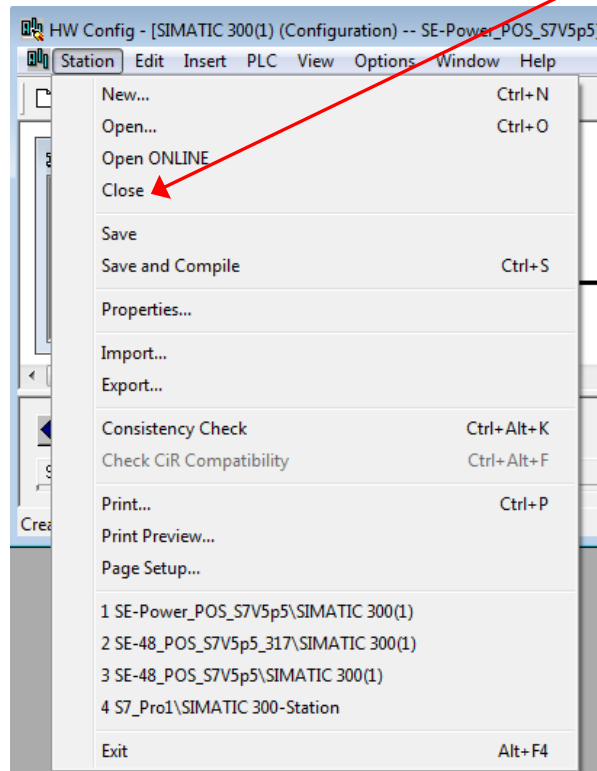 HW Config - [SIMATIC 300(1) (Configuration) -- SE-Power_POS_S7V5p5
Station Edit Insert PLC View Options Window Help
New... Ctrl+N
Open... Ctrl+O
Open ONLINE
Close
Save
Save and Compile Ctrl+S
Properties...
Import...
Export...
Consistency Check Ctrl+Alt+K
Check CiR Compatibility Ctrl+Alt+F
Print... Ctrl+P
Print Preview...
Page Setup...
Crea
1 SE-Power_POS_S7V5p5\SIMATIC 300(1)
2 SE-48_POS_S7V5p5_317\SIMATIC 300(1)
3 SE-48_POS_S7V5p5\SIMATIC 300(1)
4 S7_Pro1\SIMATIC 300-Station
Exit Alt+F4